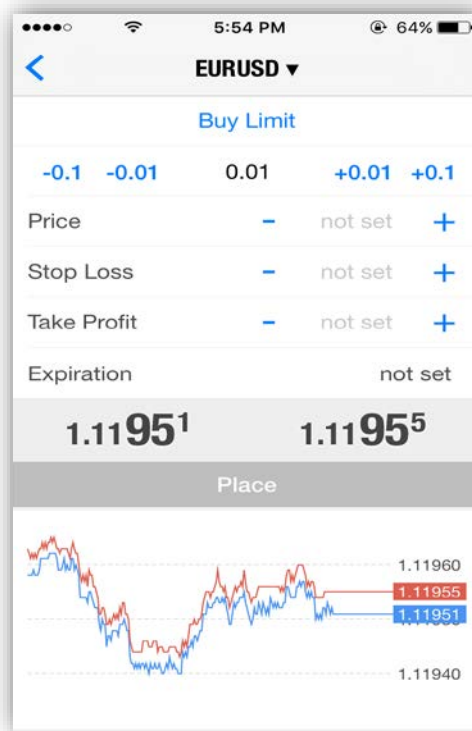 5:54 PM 64%
EURUSD ▾
Buy Limit
-0.1 -0.01 0.01 +0.01 +0.1
Price - not set +
Stop Loss - not set +
Take Profit - not set +
Expiration not set
1.11951 1.11955
Place
1.11960
1.11955
1.11951
1.11940